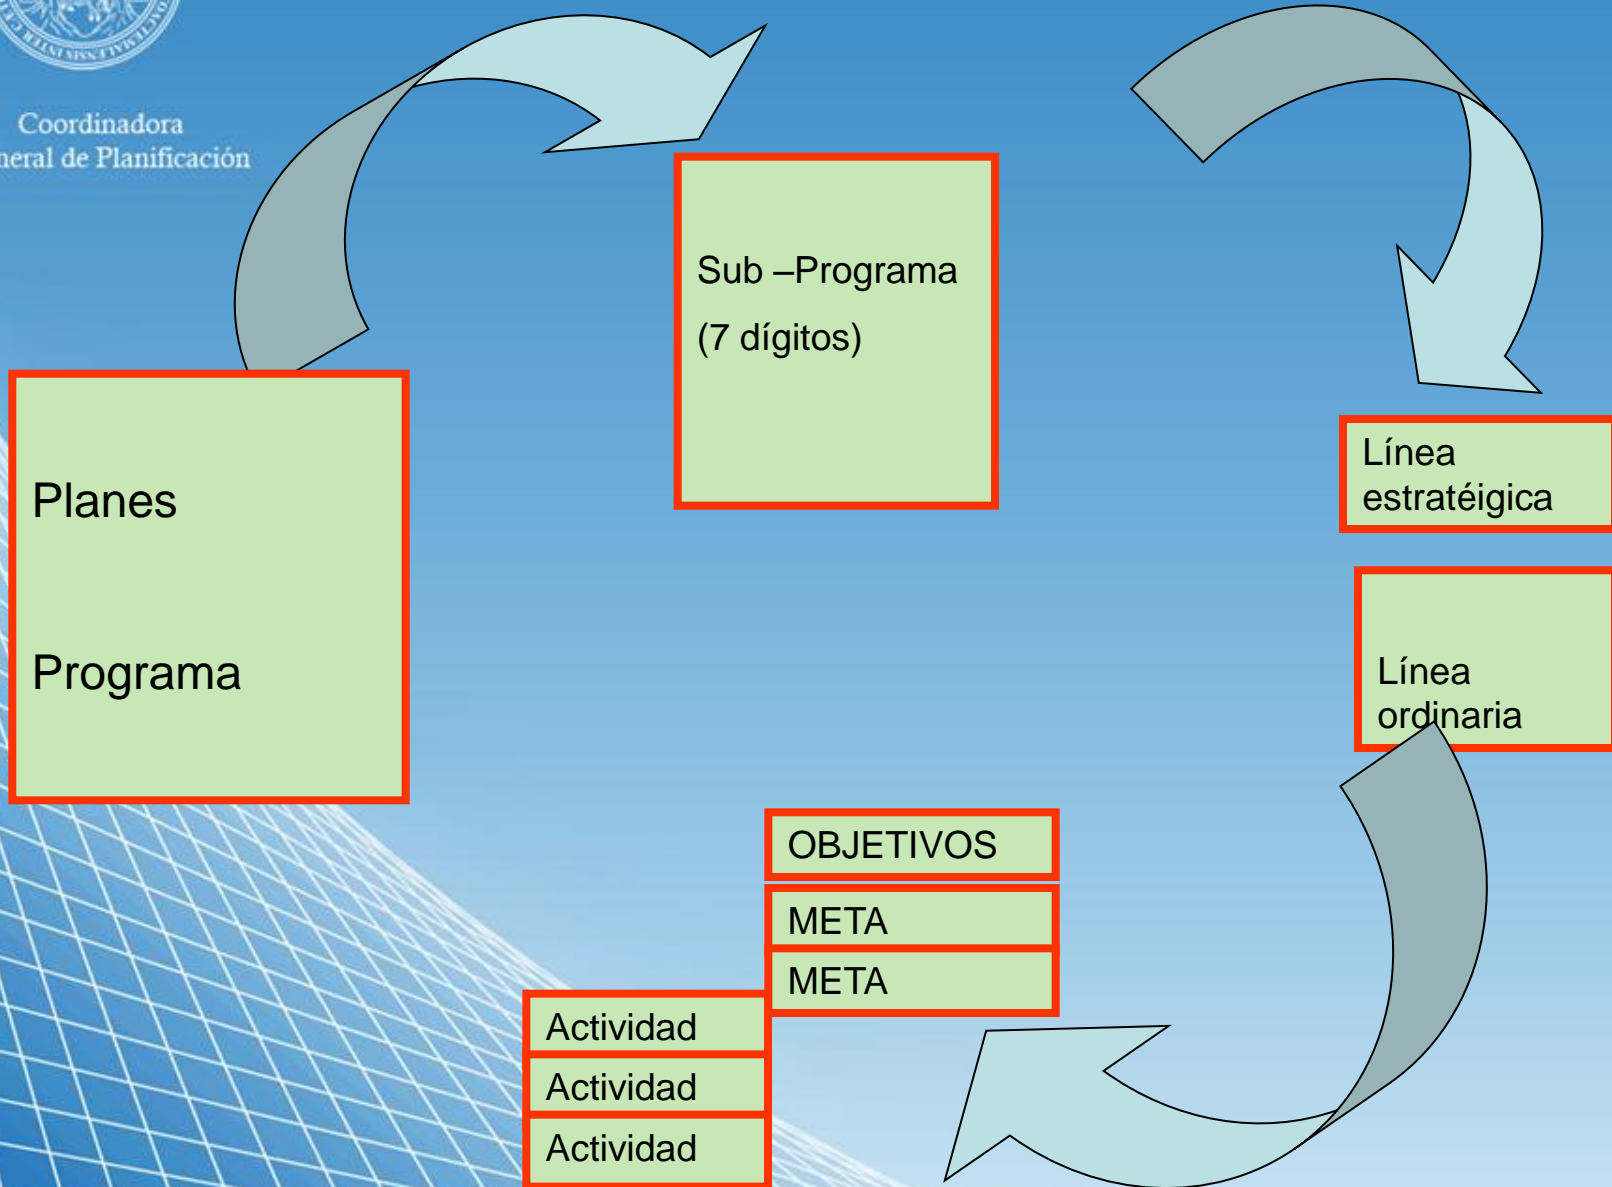 Coordinadora
neral de Planificación
Sub –Programa
(7 dígitos)
Planes
Programa
Línea
estratéigica
Línea
ordinaria
OBJETIVOS
META
META
Actividad
Actividad
Actividad